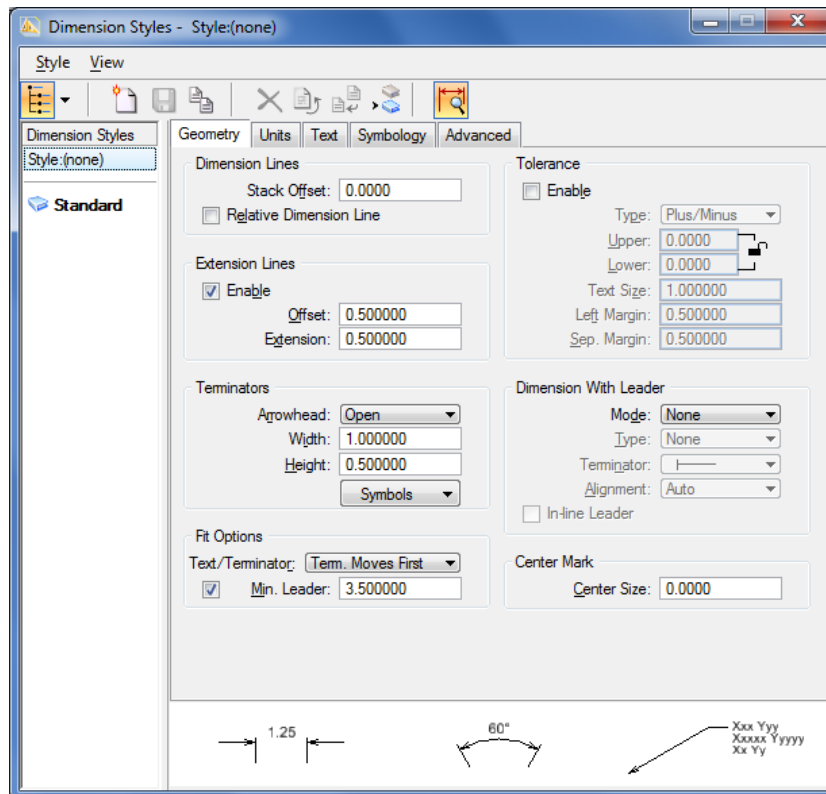 Dimension Styles - Style:(none)
Style View
Dimension Styles
Style:(none)
Standard
Geometry Units Text Symbology Advanced
Dimension Lines
Stack Offset: 0.0000
Relative Dimension Line
Extension Lines
Enable
Offset: 0.500000
Extension: 0.500000
Terminators
Arrowhead: Open
Width: 1.000000
Height: 0.500000
Symbols
Fit Options
Text/Terminator: Term. Moves First
Min. Leader: 3.500000
Tolerance
Enable
Type: Plus/Minus
Upper: 0.0000
Lower: 0.0000
Text Size: 1.000000
Left Margin: 0.500000
Sep. Margin: 0.500000
Dimension With Leader
Mode: None
Type: None
Terminator:
Alignment: Auto
In-line Leader
Center Mark
Center Size: 0.0000
1.25
60°
Xxx Yyy
Xxxxx Yyyyy
Xx Yy